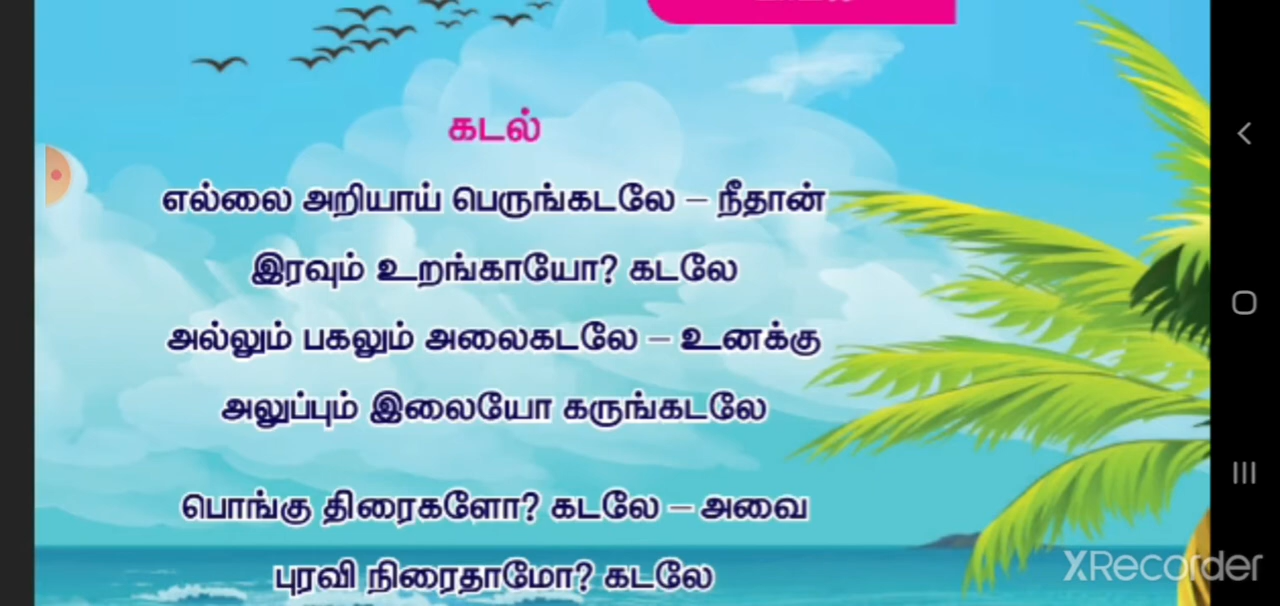 கடல்
எல்லை அறியாய் பெருங்கடலே – நீதான்
இரவும் உறங்காயோ? கடலே
அல்லும் பகலும் அலைகடலே – உனக்கு
அலுப்பும் இலையோ கருங்கடலே
பொங்கு திரைகளோ? கடலே – அவை
புரவி நிரைதாமோ? கடலே
XRecorder